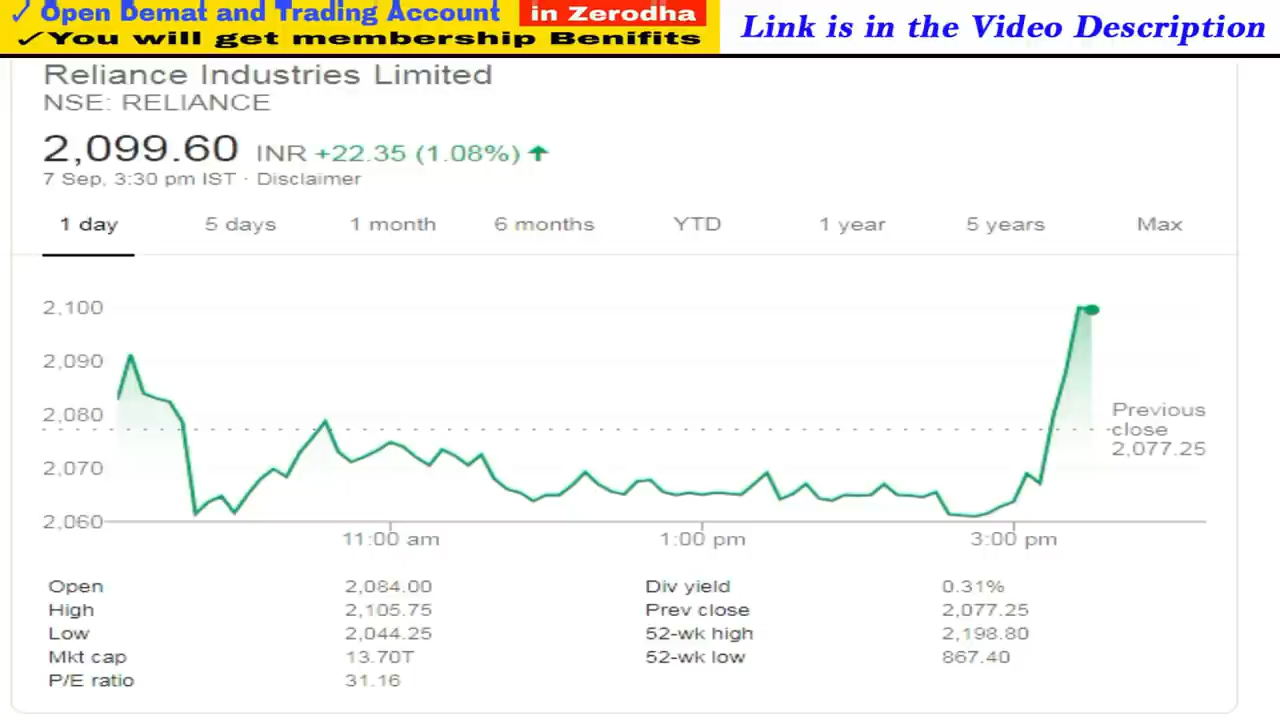 ✓ Open Demat and Trading Account in Zerodha
✓You will get membership Benifits
Link is in the Video Description
Reliance Industries Limited
NSE: RELIANCE
2,099.60 INR +22.35 (1.08%) ↑
7 Sep, 3:30 pm IST · Disclaimer
1 day 5 days 1 month 6 months YTD 1 year 5 years Max
2,100
2,090
2,080
2,070
2,060
Previous
close
2,077.25
11:00 am 1:00 pm 3:00 pm
Open 2,084.00 Div yield 0.31%
High 2,105.75 Prev close 2,077.25
Low 2,044.25 52-wk high 2,198.80
Mkt cap 13.70T 52-wk low 867.40
P/E ratio 31.16